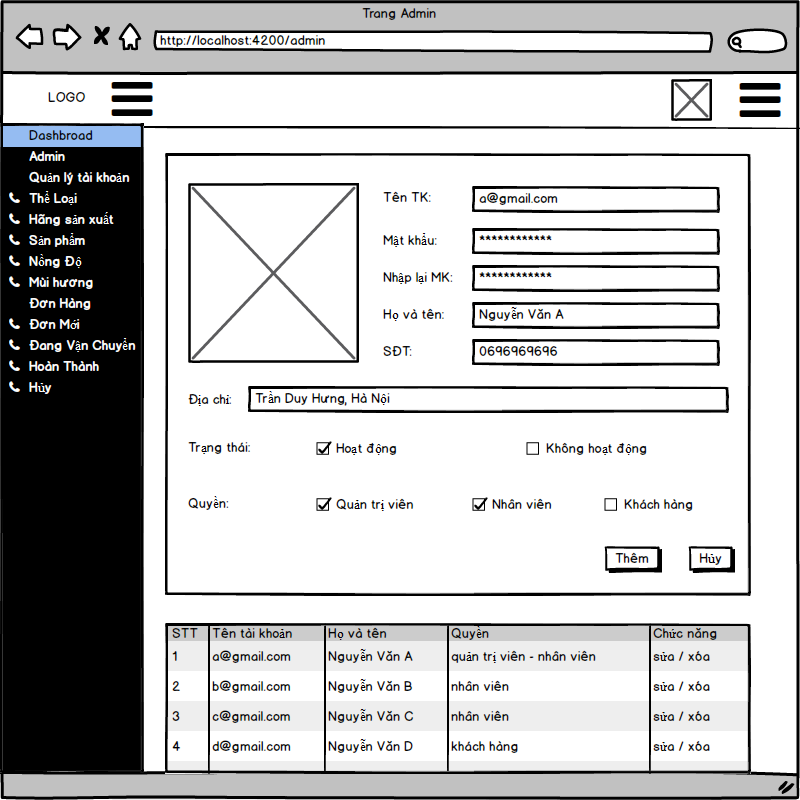 Trang Admin
http://localhost:4200/admin
LOGO
Dashbroad
Admin
Quản lý tài khoản
Thể Loại
Hãng sản xuất
Sản phẩm
Nồng Độ
Mùi hương
Đơn Hàng
Đơn Mới
Đang Vận Chuyển
Hoàn Thành
Hủy
Tên TK: a@gmail.com
Mật khẩu: ************
Nhập lại MK: ************
Họ và tên: Nguyễn Văn A
SĐT: 0696969696
Địa chỉ: Trần Duy Hưng, Hà Nội
Trạng thái: Hoạt động Không hoạt động
Quyền: Quản trị viên Nhân viên Khách hàng
Thêm Hủy
STT Tên tài khoản Họ và tên Quyền Chức năng
1 a@gmail.com Nguyễn Văn A quản trị viên - nhân viên sửa / xóa
2 b@gmail.com Nguyễn Văn B nhân viên sửa / xóa
3 c@gmail.com Nguyễn Văn C nhân viên sửa / xóa
4 d@gmail.com Nguyễn Văn D khách hàng sửa / xóa